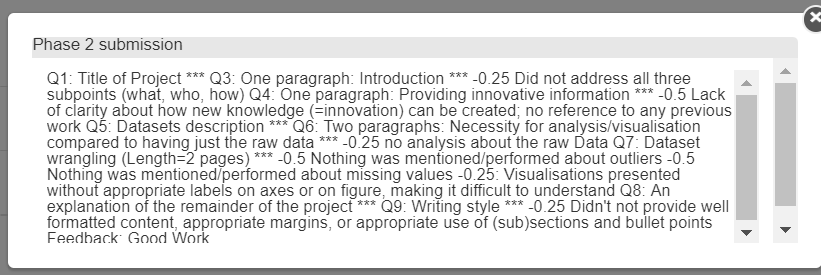 Phase 2 submission
Q1: Title of Project *** Q3: One paragraph: Introduction *** -0.25 Did not address all three
subpoints (what, who, how) Q4: One paragraph: Providing innovative information *** -0.5 Lack
of clarity about how new knowledge (=innovation) can be created; no reference to any previous
work Q5: Datasets description *** Q6: Two paragraphs: Necessity for analysis/visualisation
compared to having just the raw data *** -0.25 no analysis about the raw Data Q7: Dataset
wrangling (Length=2 pages) *** -0.5 Nothing was mentioned/performed about outliers -0.5
Nothing was mentioned/performed about missing values -0.25: Visualisations presented
without appropriate labels on axes or on figure, making it difficult to understand Q8: An
explanation of the remainder of the project *** Q9: Writing style *** -0.25 Didn't not provide well
formatted content, appropriate margins, or appropriate use of (sub)sections and bullet points
Feedback: Good Work